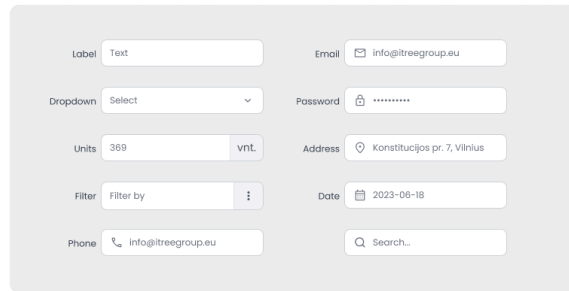 Label Text
Dropdown Select
Units 369 vnt.
Filter Filter by
Phone info@itreegroup.eu
Email info@itreegroup.eu
Password ••••••••••
Address Konstitucijos pr. 7, Vilnius
Date 2023-06-18
Search...